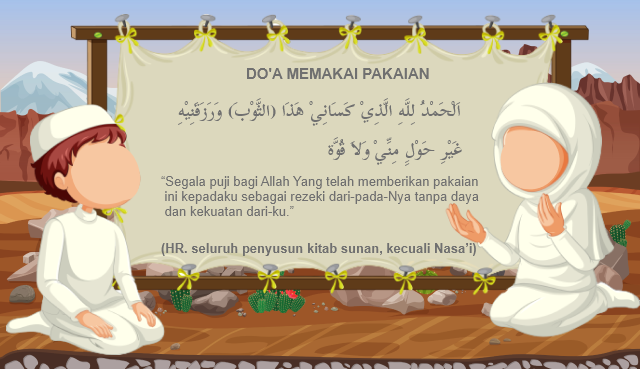 DO'A MEMAKAI PAKAIAN
اَلْحَمْدُ لِلَّهِ الَّذِيْ كَسَانِيْ هَذَا (الثَّوْبَ) وَرَزَقَنِيْهِ
غَيْرِ حَوْلٍ مِنِّيْ وَلاَ قُوَّة
“Segala puji bagi Allah Yang telah memberikan pakaian
ini kepadaku sebagai rezeki dari-pada-Nya tanpa daya
dan kekuatan dari-ku.”
(HR. seluruh penyusun kitab sunan, kecuali Nasa'i)